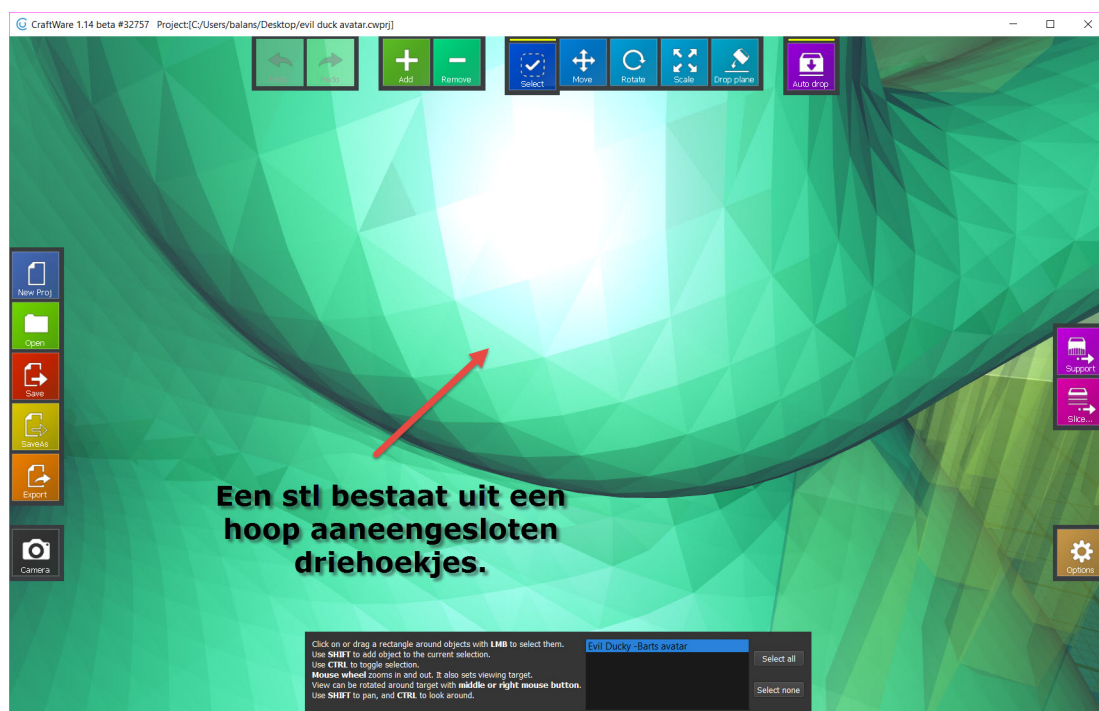 CraftWare 1.14 beta #32757 Project:[C:/Users/balans/Desktop/evil duck avatar.cwprj]
Undo
Redo
Add
Remove
Select
Move
Rotate
Scale
Drop plane
Auto drop
New Proj
Open
Save
SaveAs
Export
Camera
Support
Slice...
Options
Een stl bestaat uit een
hoop aaneengesloten
driehoekjes.
Click on or drag a rectangle around objects with LMB to select them.
Use SHIFT to add object to the current selection.
Use CTRL to toggle selection.
Mouse wheel zooms in and out. It also sets viewing target.
View can be rotated around target with middle or right mouse button.
Use SHIFT to pan, and CTRL to look around.
Evil Ducky -Barts avatar
Select all
Select none